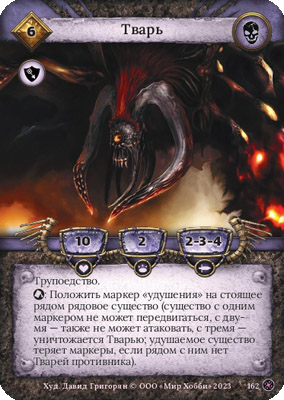 6
Тварь
10
2
2-3-4
Трупоедство.
: Положить маркер «удушения» на стоящее
рядом рядовое существо (существо с одним
маркером не может передвигаться, с дву-
мя — также не может атаковать, с тремя —
уничтожается Тварью; удушаемое существо
теряет маркеры, если рядом с ним нет
Тварей противника).
Худ. Давид Григорян © ООО «Мир Хобби» 2023
162